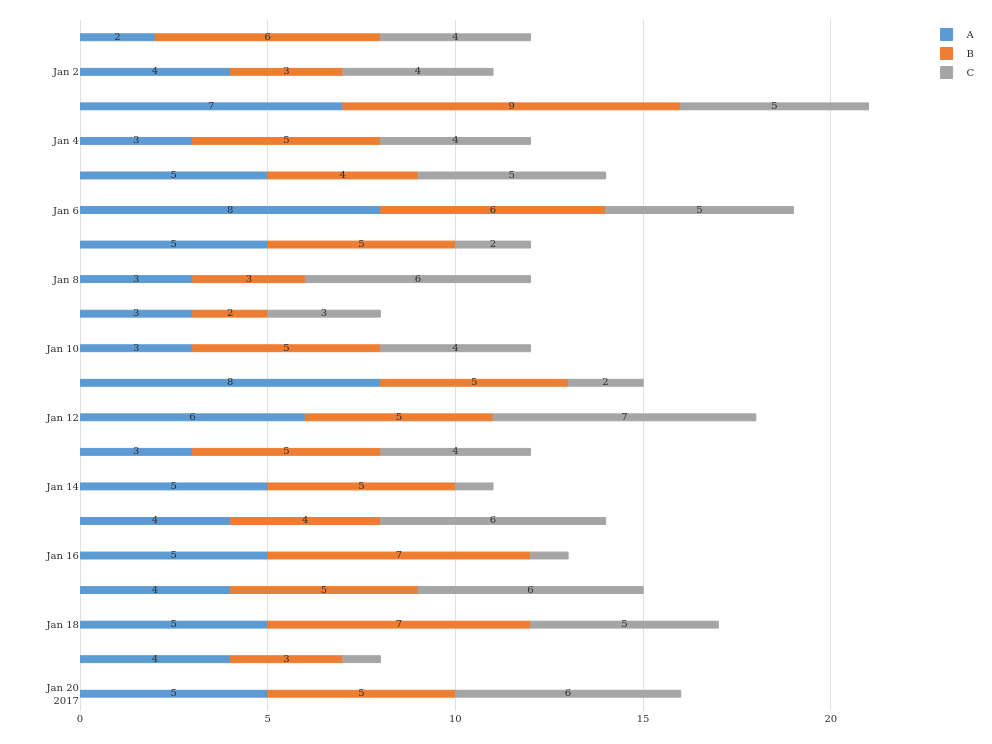 2 6 4
A
B
Jan 2 4 3 4
C
7 9 5
Jan 4 3 5 4
5 4 5
Jan 6 8 6 5
5 5 2
Jan 8 3 3 6
3 2 3
Jan 10 3 5 4
8 5 2
Jan 12 6 5 7
3 5 4
Jan 14 5 5
4 4 6
Jan 16 5 7
4 5 6
Jan 18 5 7 5
4 3
Jan 20 5 5 6
2017
0 5 10 15 20